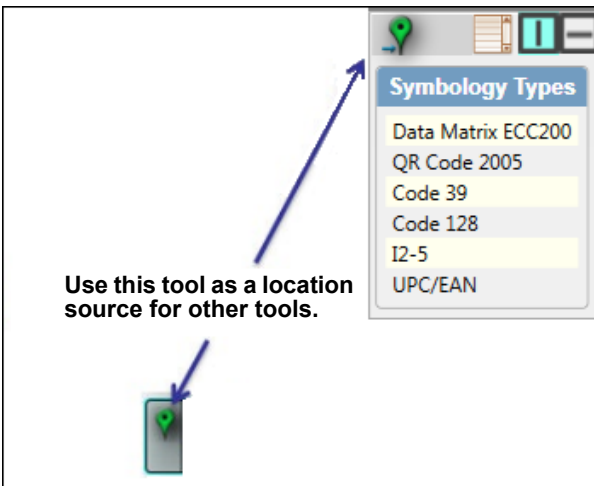 Symbology Types
Data Matrix ECC200
QR Code 2005
Code 39
Code 128
I2-5
UPC/EAN
Use this tool as a location
source for other tools.